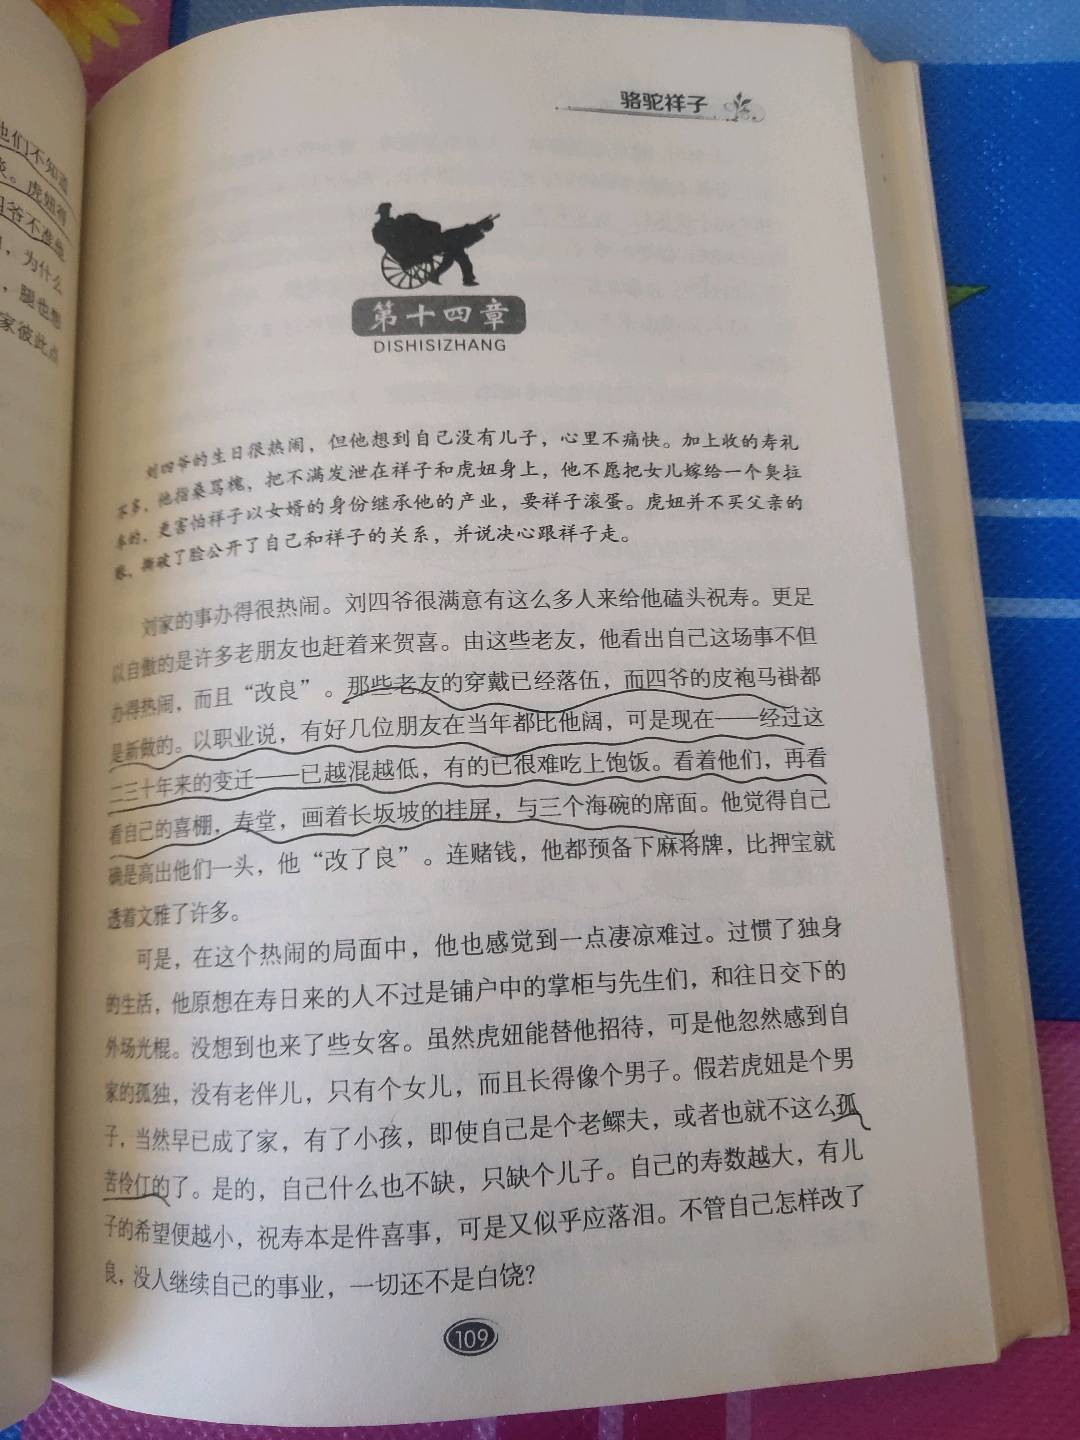 他们不知道
炎。虎妞得
四爷不准他
，为什么
，腿也想
家彼此点
骆驼祥子
第十四章
DISHISIZHANG
刘四爷的生日很热闹，但他想到自己没有儿子，心里不痛快。加上收的寿礼
不多，他指桑骂槐，把不满发泄在祥子和虎妞身上，他不愿把女儿嫁给一个臭拉
车的，更害怕祥子以女婿的身份继承他的产业，要祥子滚蛋。虎妞并不买父亲的
账，撕破了脸公开了自己和祥子的关系，并说决心跟祥子走。
刘家的事办得很热闹。刘四爷很满意有这么多人来给他磕头祝寿。更足
以自傲的是许多老朋友也赶着来贺喜。由这些老友，他看出自己这场事不但
办得热闹，而且“改良”。那些老友的穿戴已经落伍，而四爷的皮袍马褂都
是新做的。以职业说，有好几位朋友在当年都比他阔，可是现在——经过这
二三十年来的变迁——已越混越低，有的已很难吃上饱饭。看着他们，再看
看自己的喜棚，寿堂，画着长坂坡的挂屏，与三个海碗的席面。他觉得自己
确是高出他们一头，他“改了良”。连赌钱，他都预备下麻将牌，比押宝就
透着文雅了许多。
可是，在这个热闹的局面中，他也感觉到一点凄凉难过。过惯了独身
的生活，他原想在寿日来的人不过是铺户中的掌柜与先生们，和往日交下的
外场光棍。没想到也来了些女客。虽然虎妞能替他招待，可是他忽然感到自
家的孤独，没有老伴儿，只有个女儿，而且长得像个男子。假若虎妞是个男
子，当然早已成了家，有了小孩，即使自己是个老鳏夫，或者也就不这么孤
苦伶仃的了。是的，自己什么也不缺，只缺个儿子。自己的寿数越大，有儿
子的希望便越小，祝寿本是件喜事，可是又似乎应落泪。不管自己怎样改了
良，没人继续自己的事业，一切还不是白饶？
109